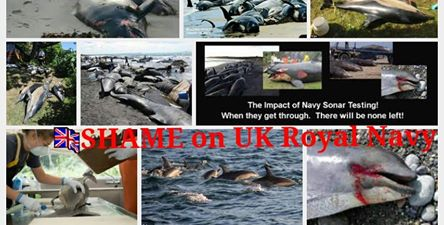 The Impact of Navy Sonar Testing!
When they get through. There will be none left!
SHAME on UK Royal Navy